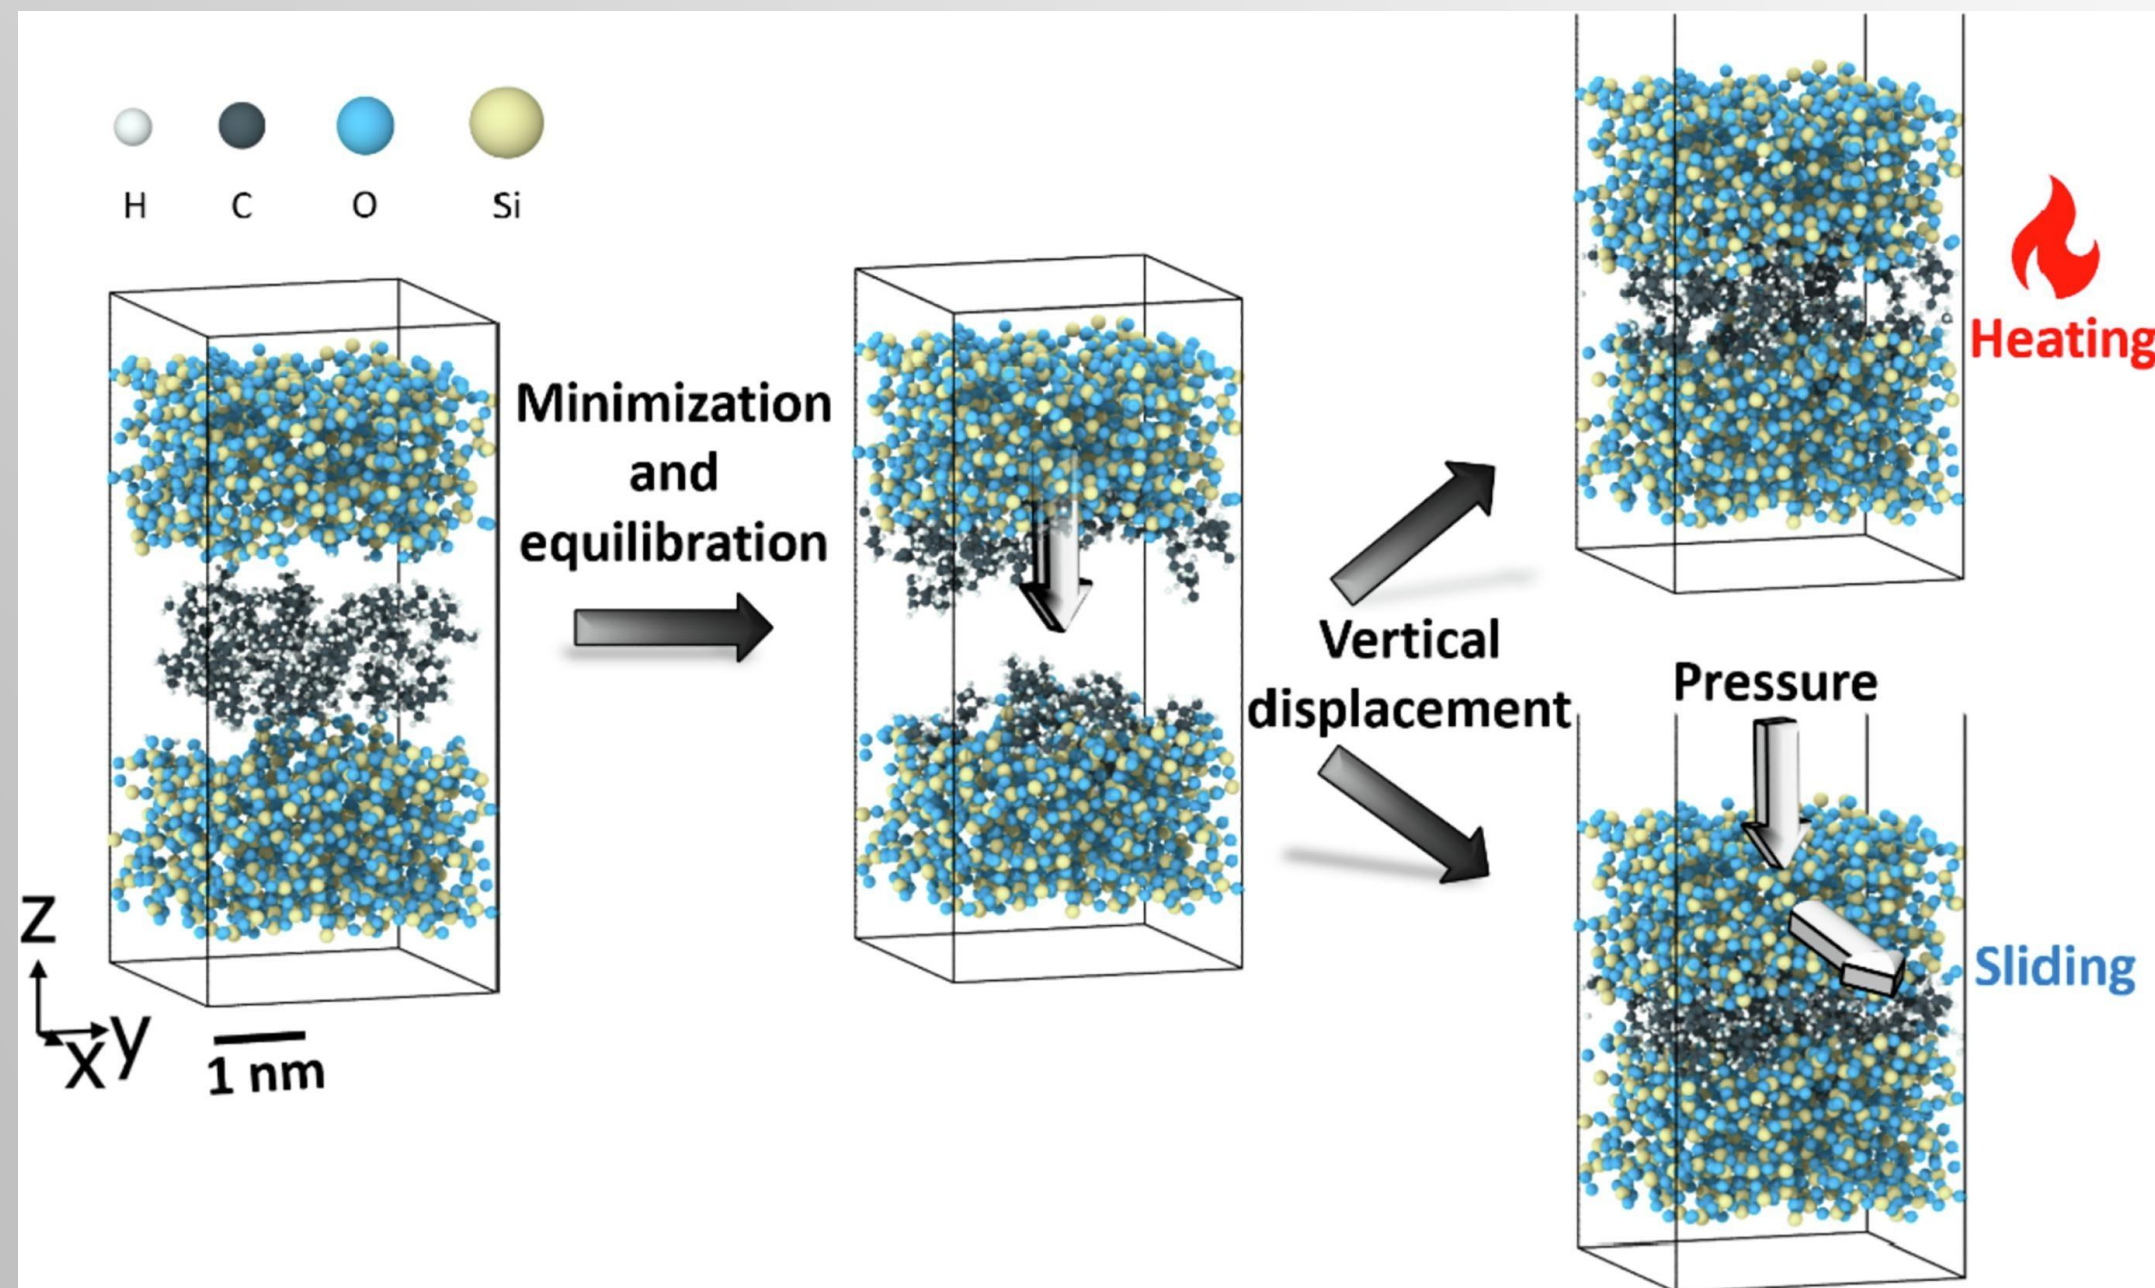 H C O Si
Minimization
and
equilibration
Heating
Vertical
displacement
Pressure
Sliding
z
y
x
1 nm